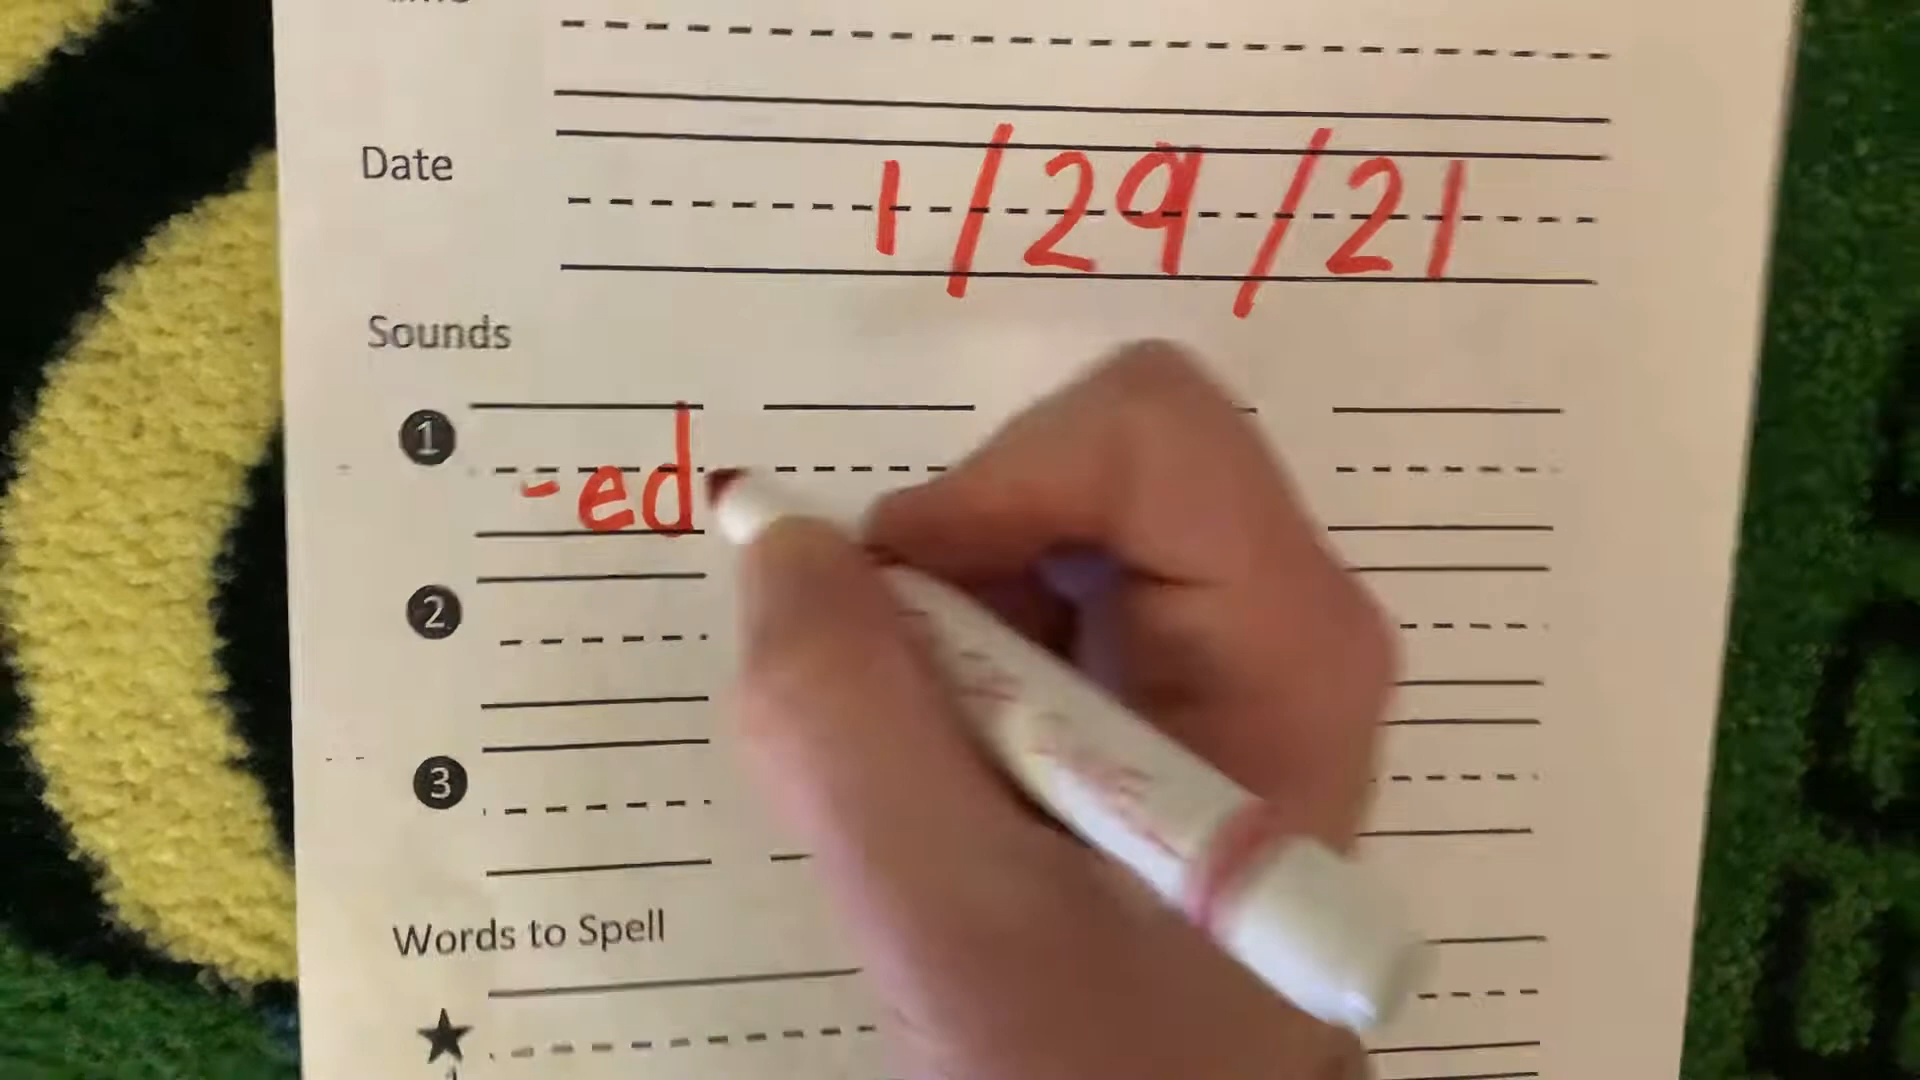 Date 1/29/21
Sounds
1 -ed
2
3
Words to Spell